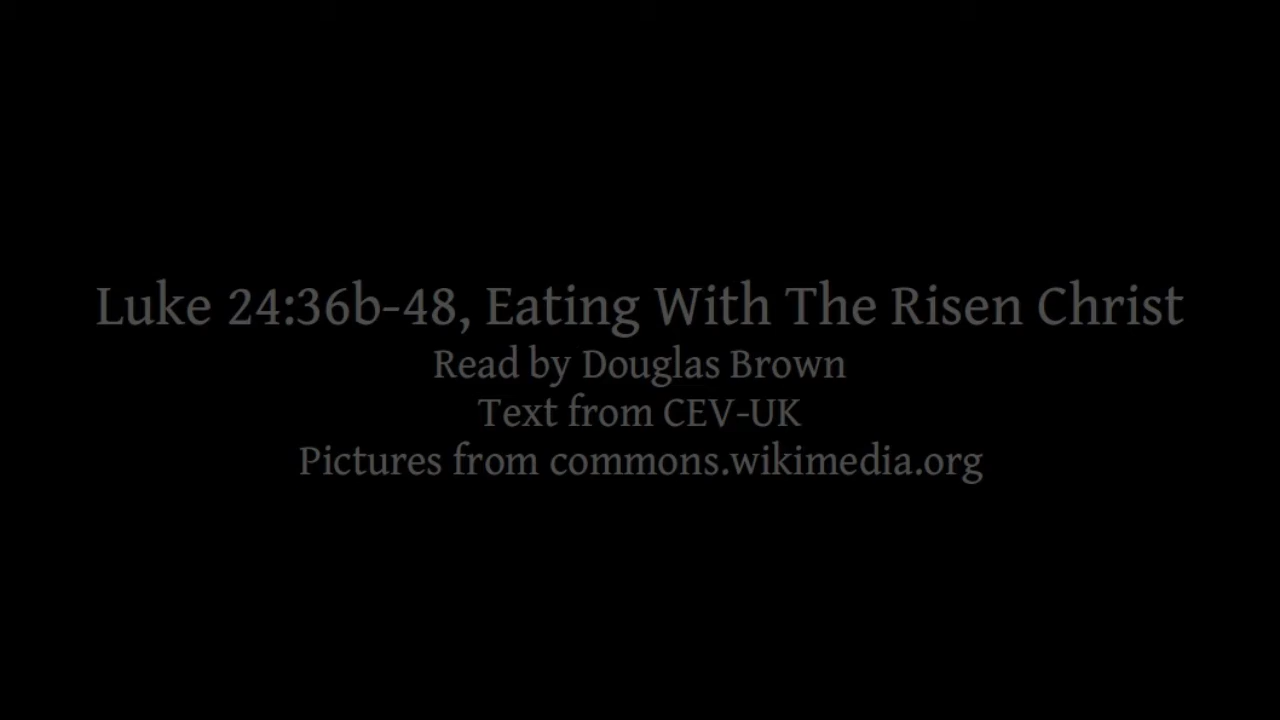 Luke 24:36b-48, Eating With The Risen Christ
Read by Douglas Brown
Text from CEV-UK
Pictures from commons.wikimedia.org